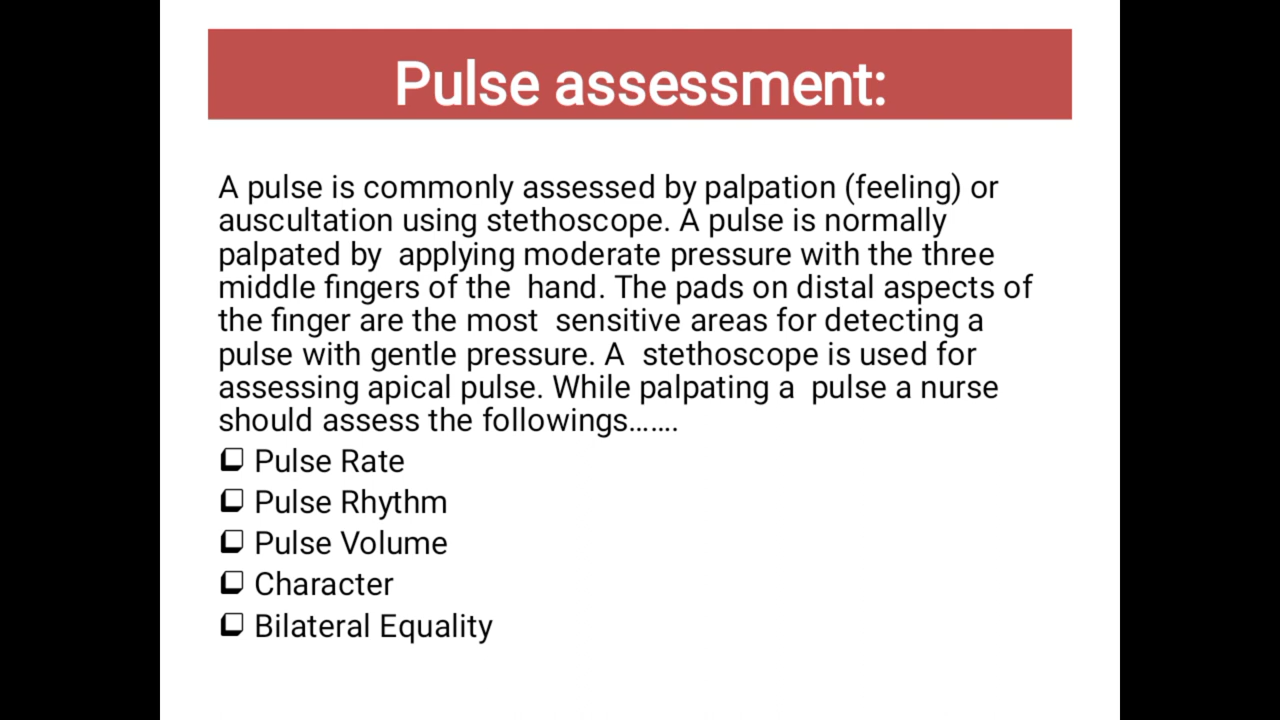 Pulse assessment:
A pulse is commonly assessed by palpation (feeling) or
auscultation using stethoscope. A pulse is normally
palpated by  applying moderate pressure with the three
middle fingers of the  hand. The pads on distal aspects of
the finger are the most  sensitive areas for detecting a
pulse with gentle pressure. A  stethoscope is used for
assessing apical pulse. While palpating a  pulse a nurse
should assess the followings…....
❑ Pulse Rate
❑ Pulse Rhythm
❑ Pulse Volume
❑ Character
❑ Bilateral Equality